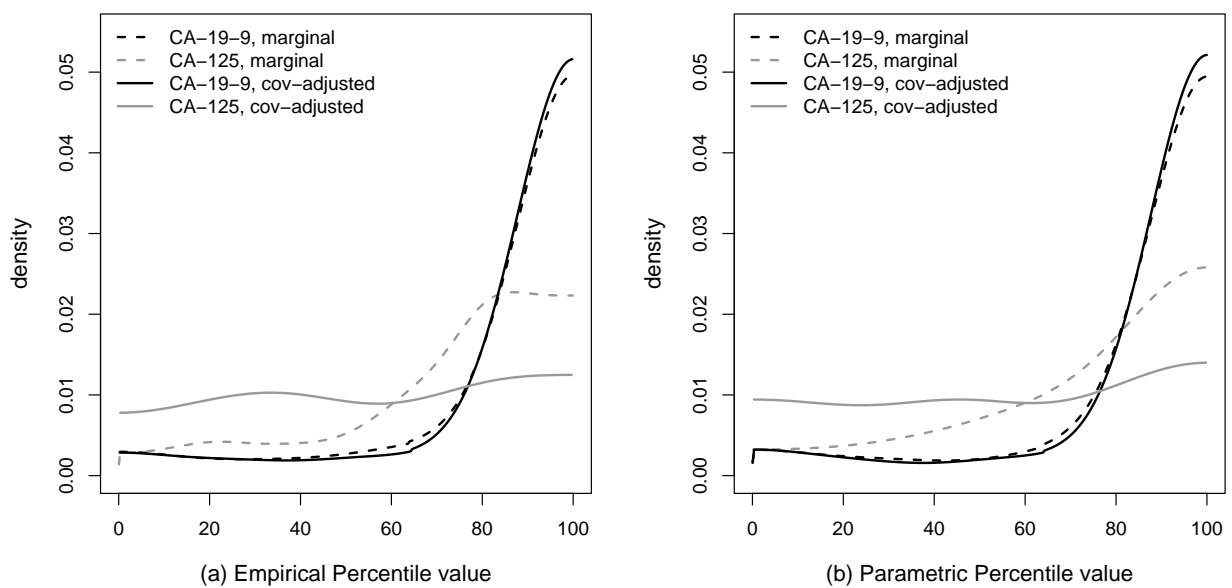 CA−19−9, marginal
CA−125, marginal
CA−19−9, cov−adjusted
CA−125, cov−adjusted
density
0.00
0.01
0.02
0.03
0.04
0.05
0 20 40 60 80 100
(a) Empirical Percentile value
CA−19−9, marginal
CA−125, marginal
CA−19−9, cov−adjusted
CA−125, cov−adjusted
density
0.00
0.01
0.02
0.03
0.04
0.05
0 20 40 60 80 100
(b) Parametric Percentile value